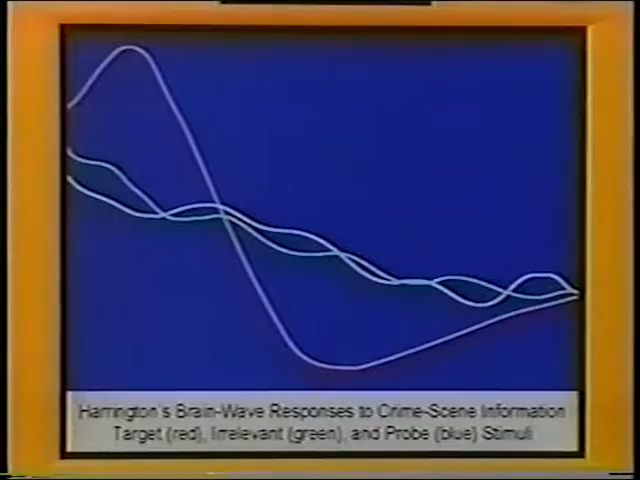 Harrington's Brain-Wave Responses to Crime-Scene Information
Target (red), Irrelevant (green), and Probe (blue) Stimuli